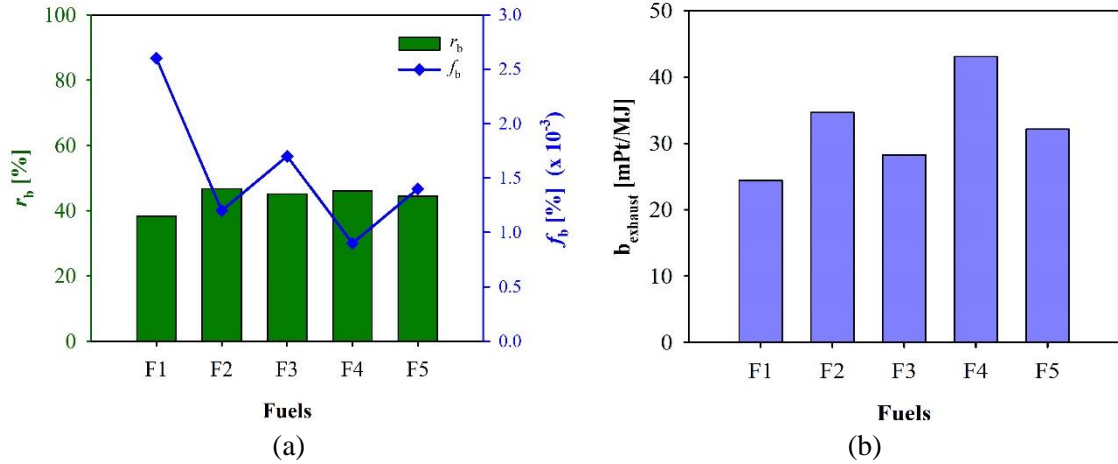 100
80
60
40
20
0
r_b [%]
3.0
2.5
2.0
1.5
1.0
0.5
0.0
f_b [%] (x 10^-3)
r_b
f_b
F1 F2 F3 F4 F5
Fuels
(a)
50
40
30
20
10
0
b_exhaust [mPt/MJ]
F1 F2 F3 F4 F5
Fuels
(b)